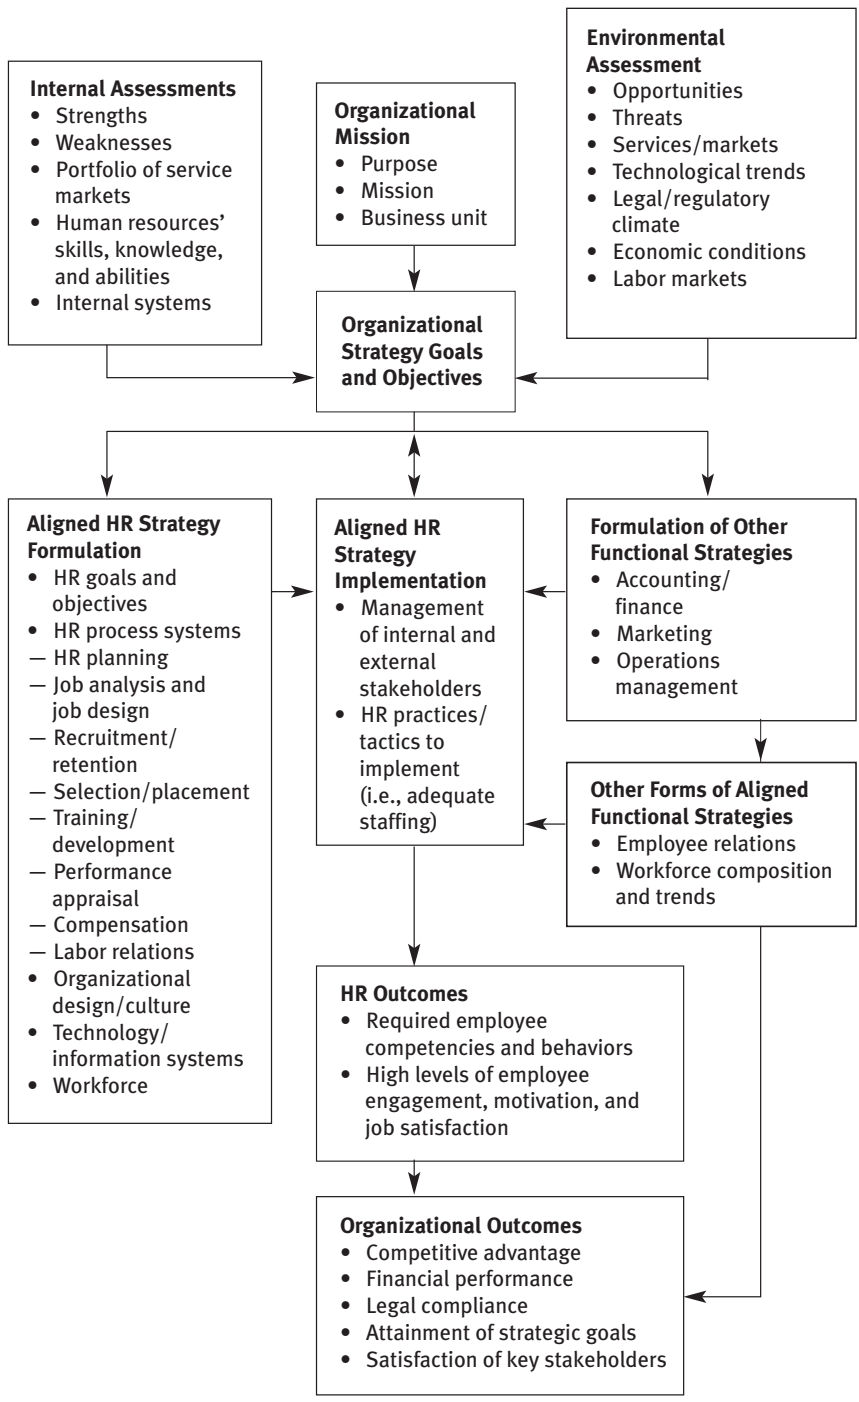 Internal Assessments
• Strengths
• Weaknesses
• Portfolio of service
markets
• Human resources’
skills, knowledge,
and abilities
• Internal systems
Organizational
Mission
• Purpose
• Mission
• Business unit
Environmental
Assessment
• Opportunities
• Threats
• Services/markets
• Technological trends
• Legal/regulatory
climate
• Economic conditions
• Labor markets
Organizational
Strategy Goals
and Objectives
Aligned HR Strategy
Formulation
• HR goals and
objectives
• HR process systems
— HR planning
— Job analysis and
job design
— Recruitment/
retention
— Selection/placement
— Training/
development
— Performance
appraisal
— Compensation
— Labor relations
• Organizational
design/culture
• Technology/
information systems
• Workforce
Aligned HR
Strategy
Implementation
• Management
of internal and
external
stakeholders
• HR practices/
tactics to
implement
(i.e., adequate
staffing)
Formulation of Other
Functional Strategies
• Accounting/
finance
• Marketing
• Operations
management
Other Forms of Aligned
Functional Strategies
• Employee relations
• Workforce composition
and trends
HR Outcomes
• Required employee
competencies and behaviors
• High levels of employee
engagement, motivation, and
job satisfaction
Organizational Outcomes
• Competitive advantage
• Financial performance
• Legal compliance
• Attainment of strategic goals
• Satisfaction of key stakeholders